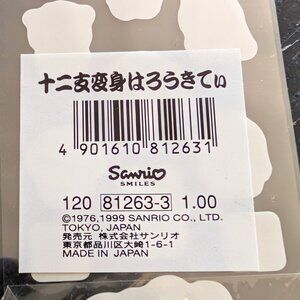 十二支変身はろうきてぃ
4 901610 812631
Sanrio
SMILES
120 81263-3 1.00
©1976,1999 SANRIO CO., LTD.
TOKYO, JAPAN
発売元 株式会社サンリオ
東京都品川区大崎1-6-1
MADE IN JAPAN